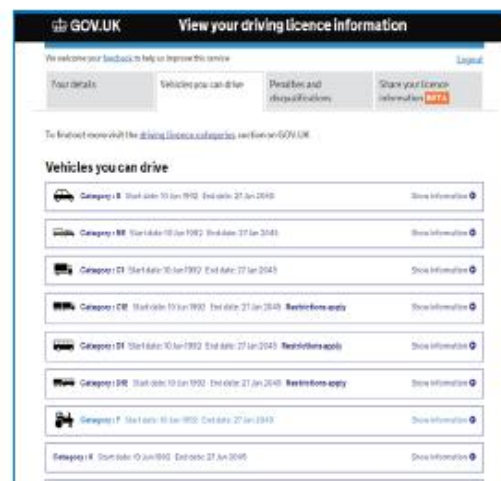 GOV.UK View your driving licence information
We welcome your feedback to help us improve this service Logout
Your details Vehicles you can drive Penalties and disqualifications Share your licence information BETA
To find out more visit the driving licence categories section on GOV.UK
Vehicles you can drive
Category: B Start date: 10 Jun 1992 End date: 27 Jan 2045 Show information
Category: BE Start date: 10 Jun 1992 End date: 27 Jan 2045 Show information
Category: C1 Start date: 10 Jun 1992 End date: 27 Jan 2045 Show information
Category: C1E Start date: 10 Jun 1992 End date: 27 Jan 2045 Restrictions apply Show information
Category: D1 Start date: 10 Jun 1992 End date: 27 Jan 2045 Restrictions apply Show information
Category: D1E Start date: 10 Jun 1992 End date: 27 Jan 2045 Restrictions apply Show information
Category: F Start date: 10 Jun 1992 End date: 27 Jan 2045 Show information
Category: K Start date: 10 Jun 1992 End date: 27 Jan 2045 Show information